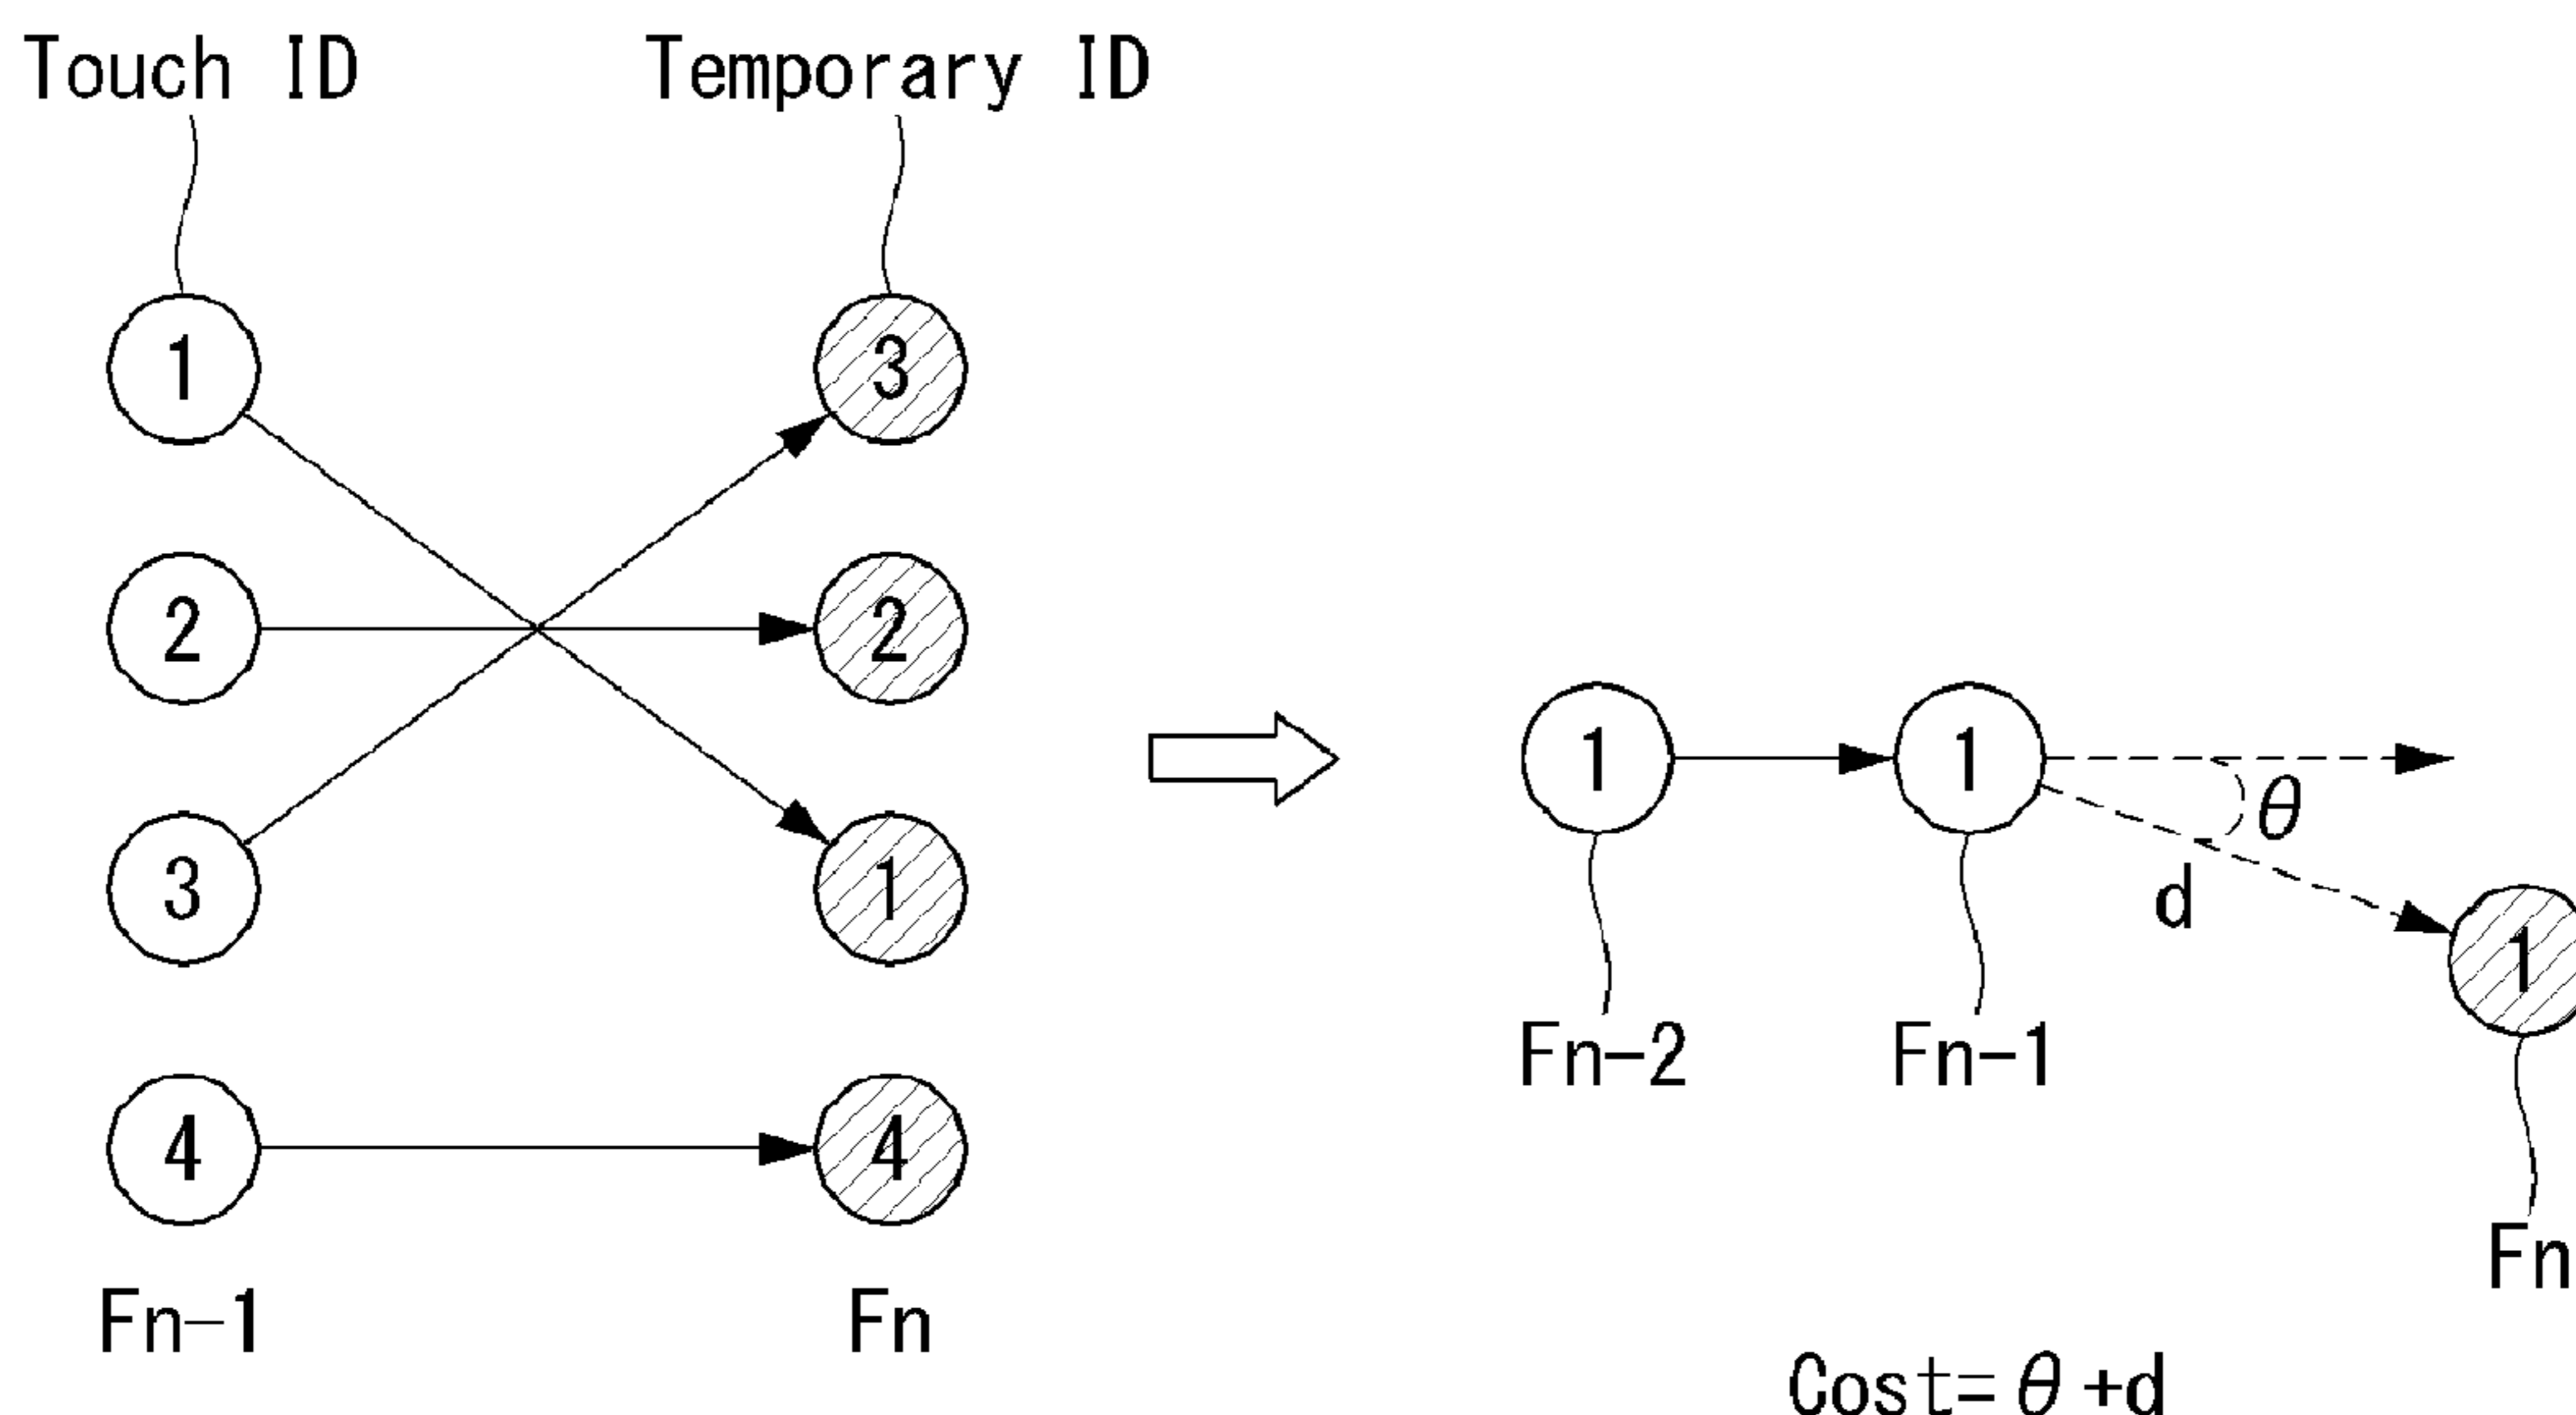 Touch ID
Temporary ID
1
3
2
2
3
1
4
4
Fn-1
Fn
1
1
θ
d
1
Fn-2
Fn-1
Fn
Cost= θ +d